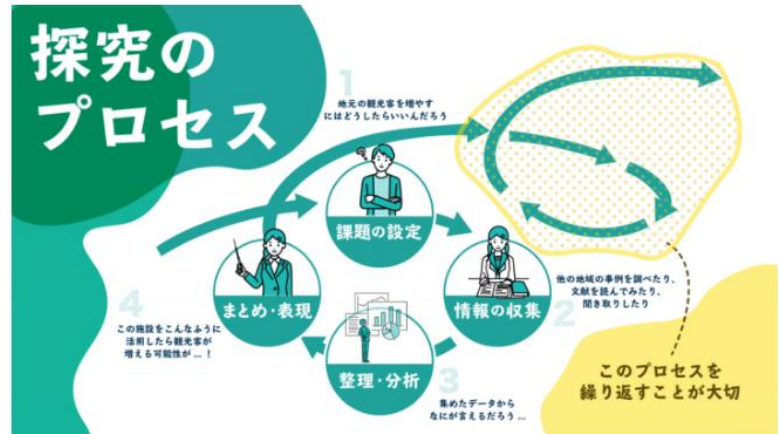 探究の
プロセス
1
地元の観光客を増やす
にはどうしたらいいんだろう
課題の設定
情報の収集
2
他の地域の事例を調べたり、
文献を読んでみたり、
聞き取りしたり
整理・分析
3
集めたデータから
なにが言えるだろう…
まとめ・表現
4
この施設をこんなふうに
活用したら観光客が
増える可能性が…！
このプロセスを
繰り返すことが大切